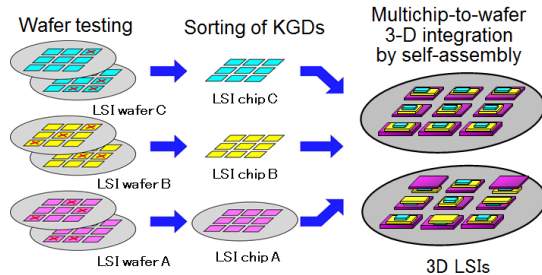 Wafer testing
Sorting of KGDs
Multichip-to-wafer
3-D integration
by self-assembly
LSI wafer C
LSI chip C
LSI wafer B
LSI chip B
LSI wafer A
LSI chip A
3D LSIs